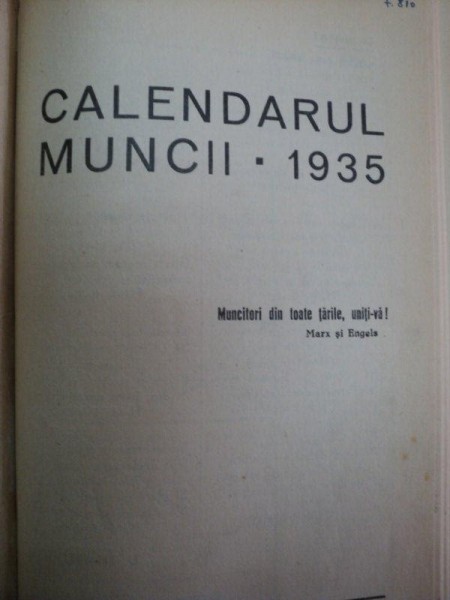 CALENDARUL
MUNCII ▪ 1935
Muncitori din toate țările, uniți-vă!
Marx și Engels